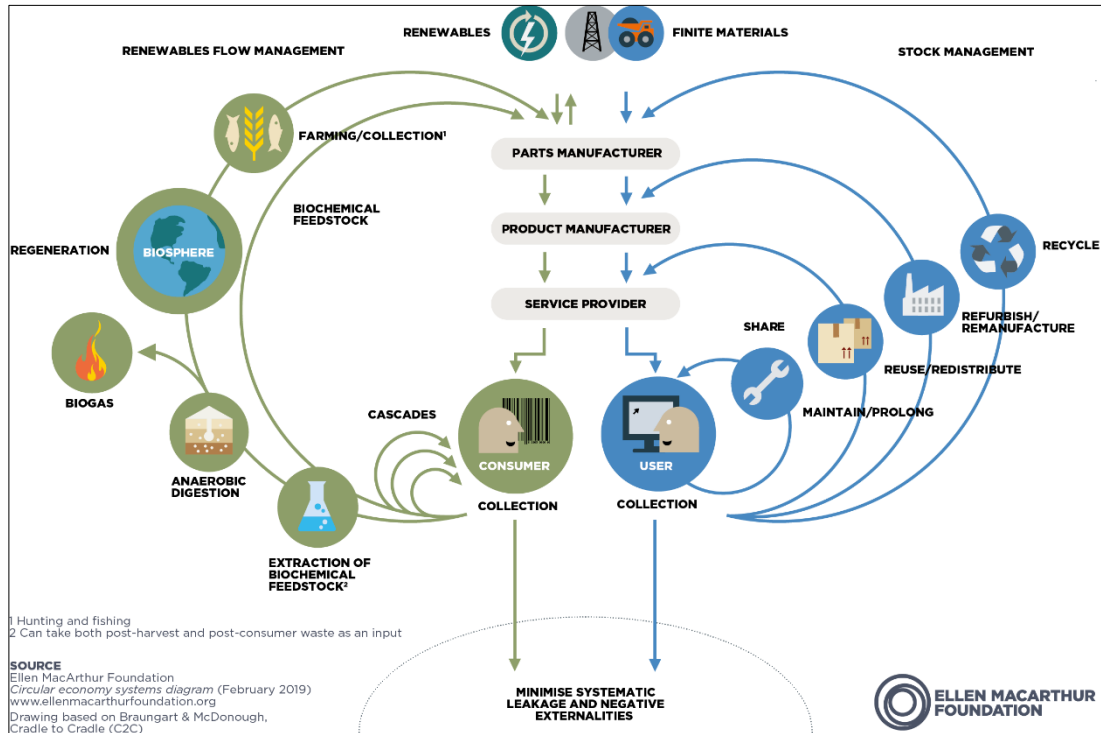 RENEWABLES
FINITE MATERIALS
RENEWABLES FLOW MANAGEMENT
STOCK MANAGEMENT
FARMING/COLLECTION¹
PARTS MANUFACTURER
BIOCHEMICAL
FEEDSTOCK
PRODUCT MANUFACTURER
REGENERATION
BIOSPHERE
RECYCLE
SERVICE PROVIDER
SHARE
REFURBISH/
REMANUFACTURE
REUSE/REDISTRIBUTE
BIOGAS
CASCADES
MAINTAIN/PROLONG
CONSUMER
USER
ANAEROBIC
DIGESTION
COLLECTION
COLLECTION
EXTRACTION OF
BIOCHEMICAL
FEEDSTOCK²
1 Hunting and fishing
2 Can take both post-harvest and post-consumer waste as an input
SOURCE
Ellen MacArthur Foundation
Circular economy systems diagram (February 2019)
www.ellenmacarthurfoundation.org
Drawing based on Braungart & McDonough,
Cradle to Cradle (C2C)
MINIMISE SYSTEMATIC
LEAKAGE AND NEGATIVE
EXTERNALITIES
ELLEN MACARTHUR
FOUNDATION